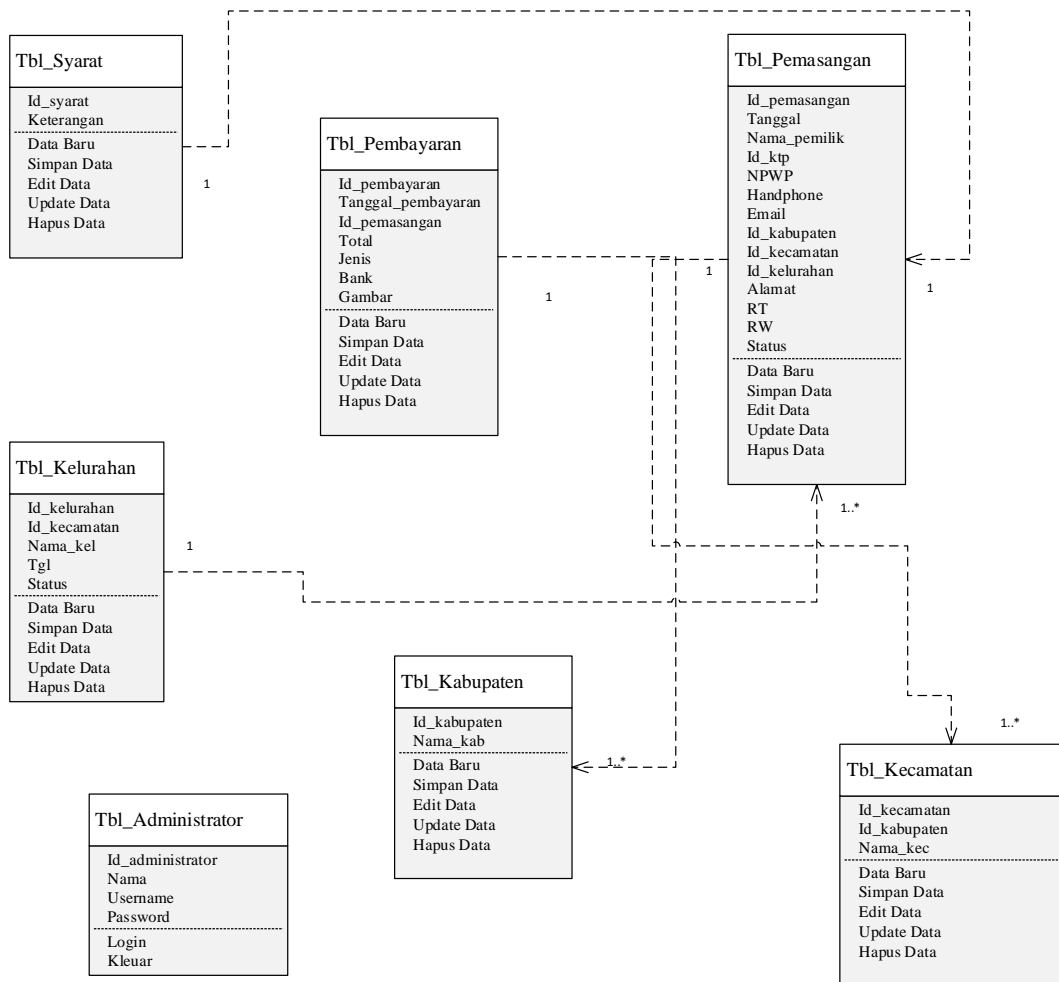 Tbl_Syarat
Id_syarat
Keterangan
Data Baru
Simpan Data
Edit Data
Update Data
Hapus Data
1
Tbl_Pembayaran
Id_pembayaran
Tanggal_pembayaran
Id_pemasangan
Total
Jenis
Bank
Gambar
Data Baru
Simpan Data
Edit Data
Update Data
Hapus Data
1
Tbl_Pemasangan
Id_pemasangan
Tanggal
Nama_pemilik
Id_ktp
NPWP
Handphone
Email
Id_kabupaten
Id_kecamatan
Id_kelurahan
Alamat
RT
RW
Status
Data Baru
Simpan Data
Edit Data
Update Data
Hapus Data
1
1
1..*
Tbl_Kelurahan
Id_kelurahan
Id_kecamatan
Nama_kel
Tgl
Status
Data Baru
Simpan Data
Edit Data
Update Data
Hapus Data
1
Tbl_Kabupaten
Id_kabupaten
Nama_kab
Data Baru
Simpan Data
Edit Data
Update Data
Hapus Data
1..*
Tbl_Kecamatan
Id_kecamatan
Id_kabupaten
Nama_kec
Data Baru
Simpan Data
Edit Data
Update Data
Hapus Data
1..*
Tbl_Administrator
Id_administrator
Nama
Username
Password
Login
Kleuar